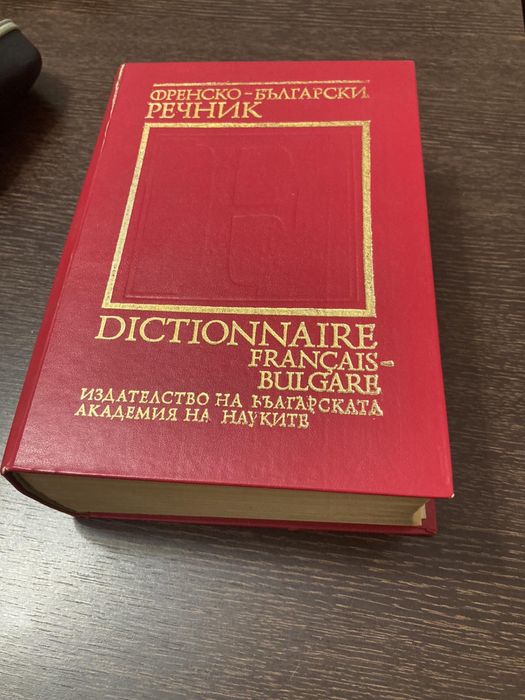 ФРЕНСКО-БЪЛГАРСКИ
РЕЧНИК
DICTIONNAIRE
FRANÇAIS-
BULGARE
ИЗДАТЕЛСТВО НА БЪЛГАРСКАТА
АКАДЕМИЯ НА НАУКИТЕ